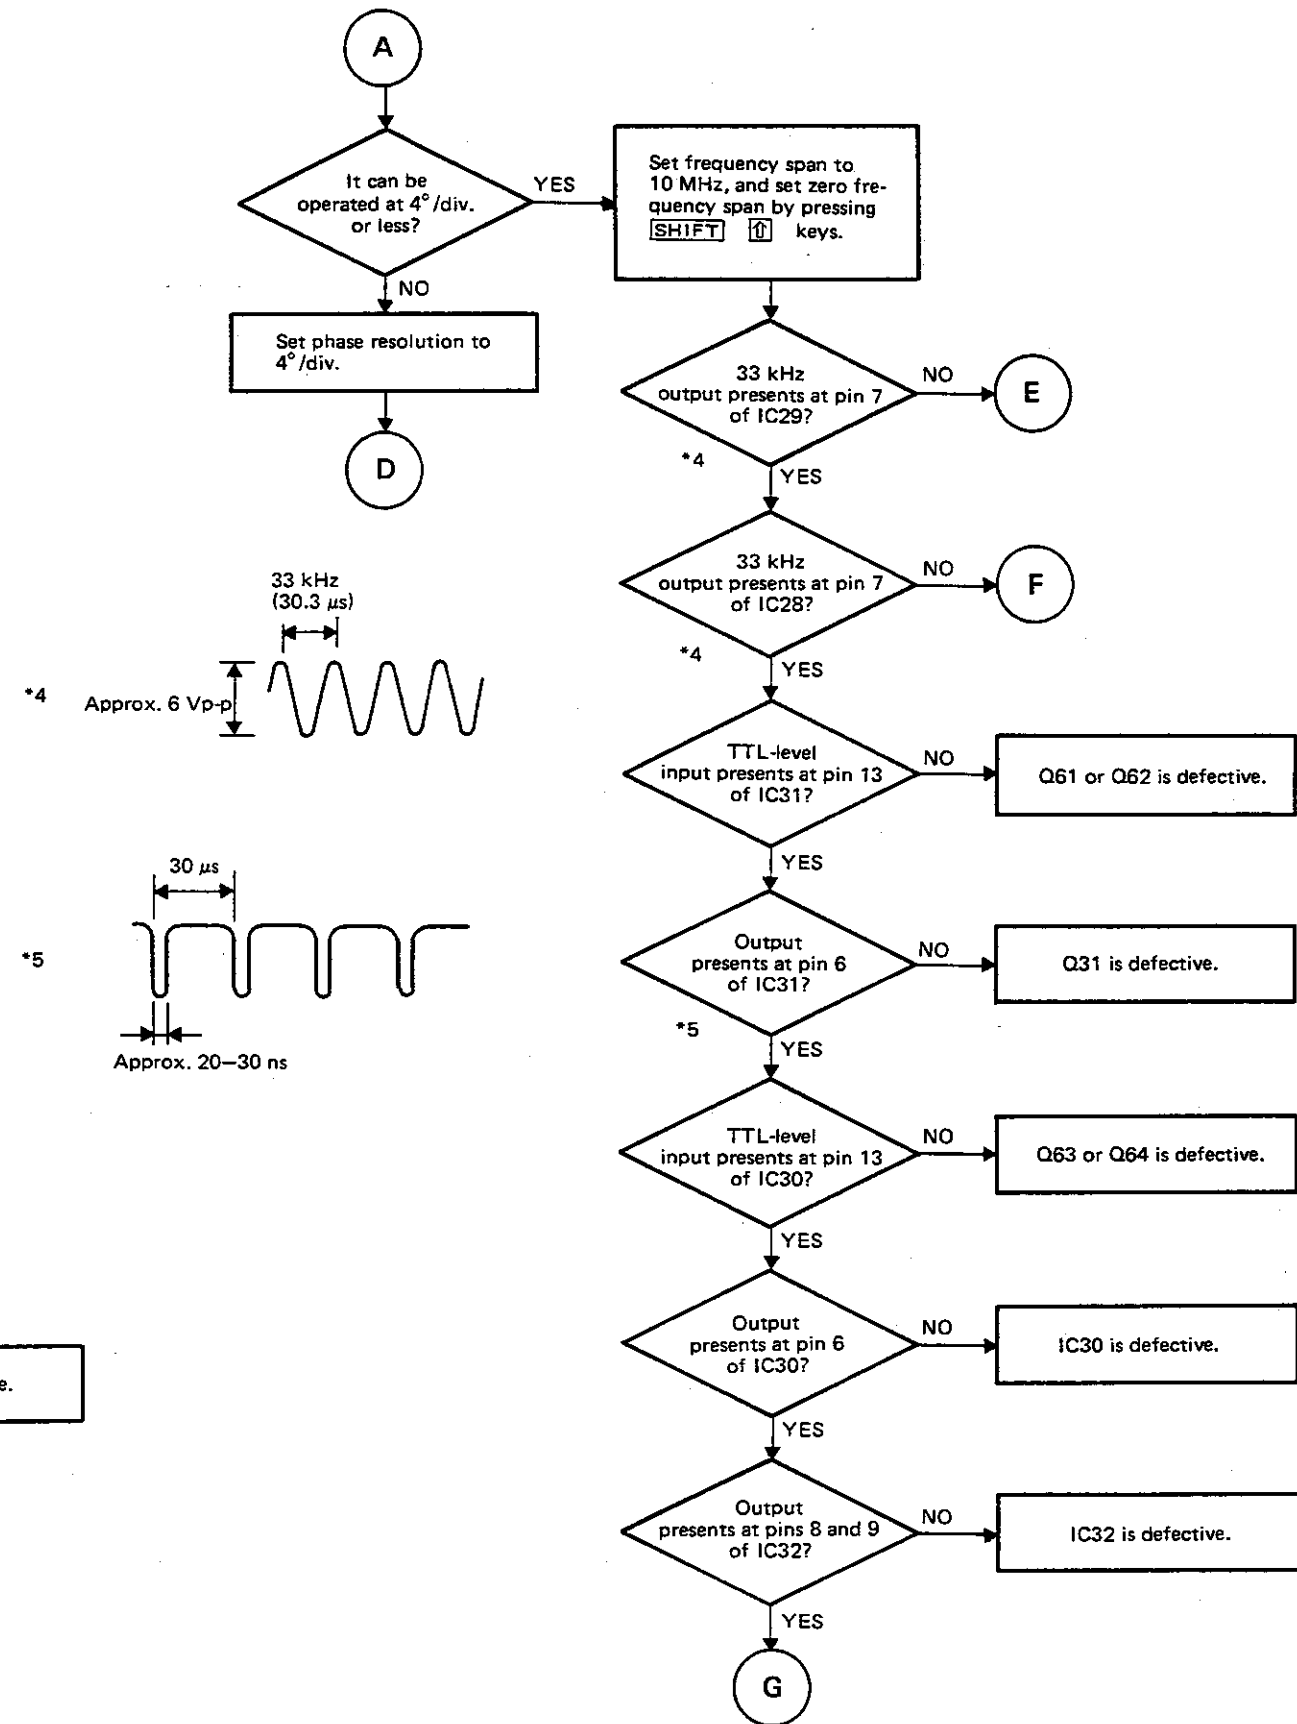 A
It can be
operated at 4°/div.
or less?
YES
Set frequency span to
10 MHz, and set zero fre-
quency span by pressing
SHIFT ⇧ keys.
NO
Set phase resolution to
4°/div.
D
33 kHz
output presents at pin 7
of IC29?
NO
E
*4
YES
33 kHz
output presents at pin 7
of IC28?
NO
F
*4
YES
33 kHz
(30.3 μs)
*4
Approx. 6 Vp-p
TTL-level
input presents at pin 13
of IC31?
NO
Q61 or Q62 is defective.
YES
30 μs
*5
Approx. 20–30 ns
Output
presents at pin 6
of IC31?
NO
Q31 is defective.
*5
YES
TTL-level
input presents at pin 13
of IC30?
NO
Q63 or Q64 is defective.
YES
Output
presents at pin 6
of IC30?
NO
IC30 is defective.
e.
YES
Output
presents at pins 8 and 9
of IC32?
NO
IC32 is defective.
YES
G